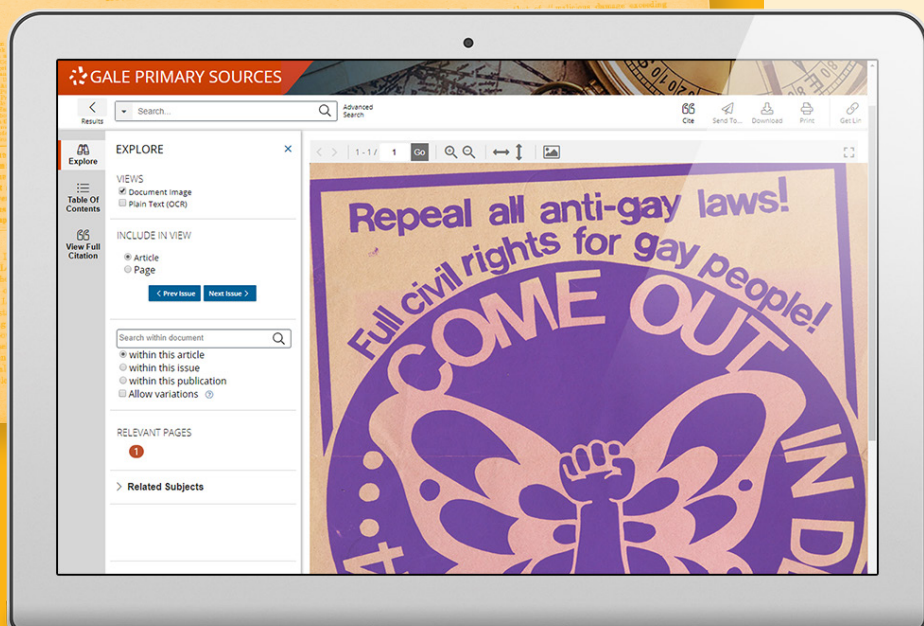 GALE PRIMARY SOURCES
Results
Search...
Advanced
Search
Cite
Send To...
Download
Print
Get Lin
Explore
Table Of
Contents
View Full
Citation
EXPLORE
VIEWS
Document Image
Plain Text (OCR)
INCLUDE IN VIEW
Article
Page
< Prev Issue
Next Issue >
Search within document
within this article
within this issue
within this publication
Allow variations
RELEVANT PAGES
1
Related Subjects
1 - 1 /
1
Go
Repeal all anti-gay laws!
Full civil rights for gay people!
COME OUT IN DE
4